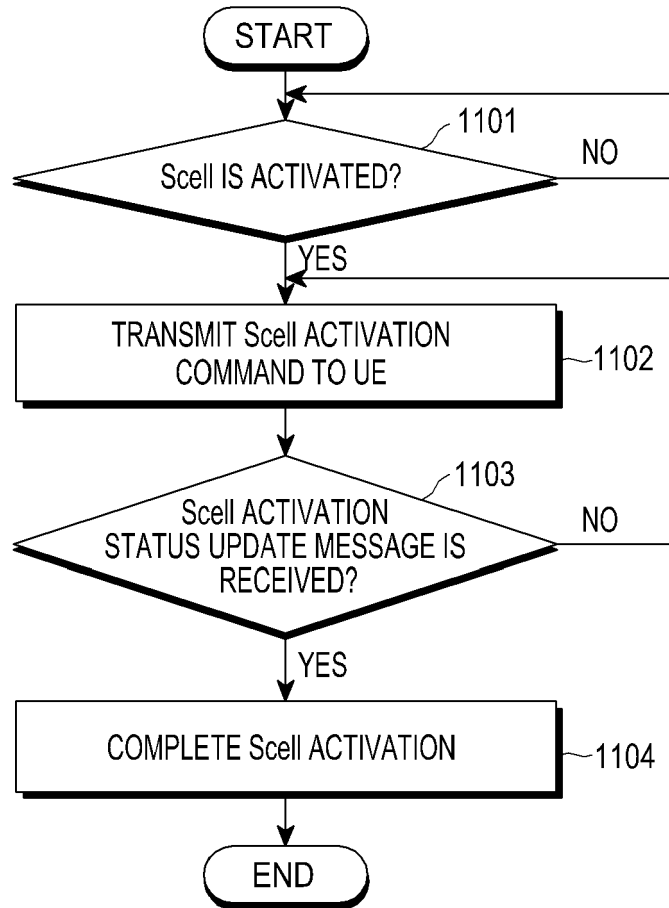 START
1101
Scell IS ACTIVATED?
NO
YES
TRANSMIT Scell ACTIVATION
COMMAND TO UE
1102
1103
Scell ACTIVATION
STATUS UPDATE MESSAGE IS
RECEIVED?
NO
YES
COMPLETE Scell ACTIVATION
1104
END